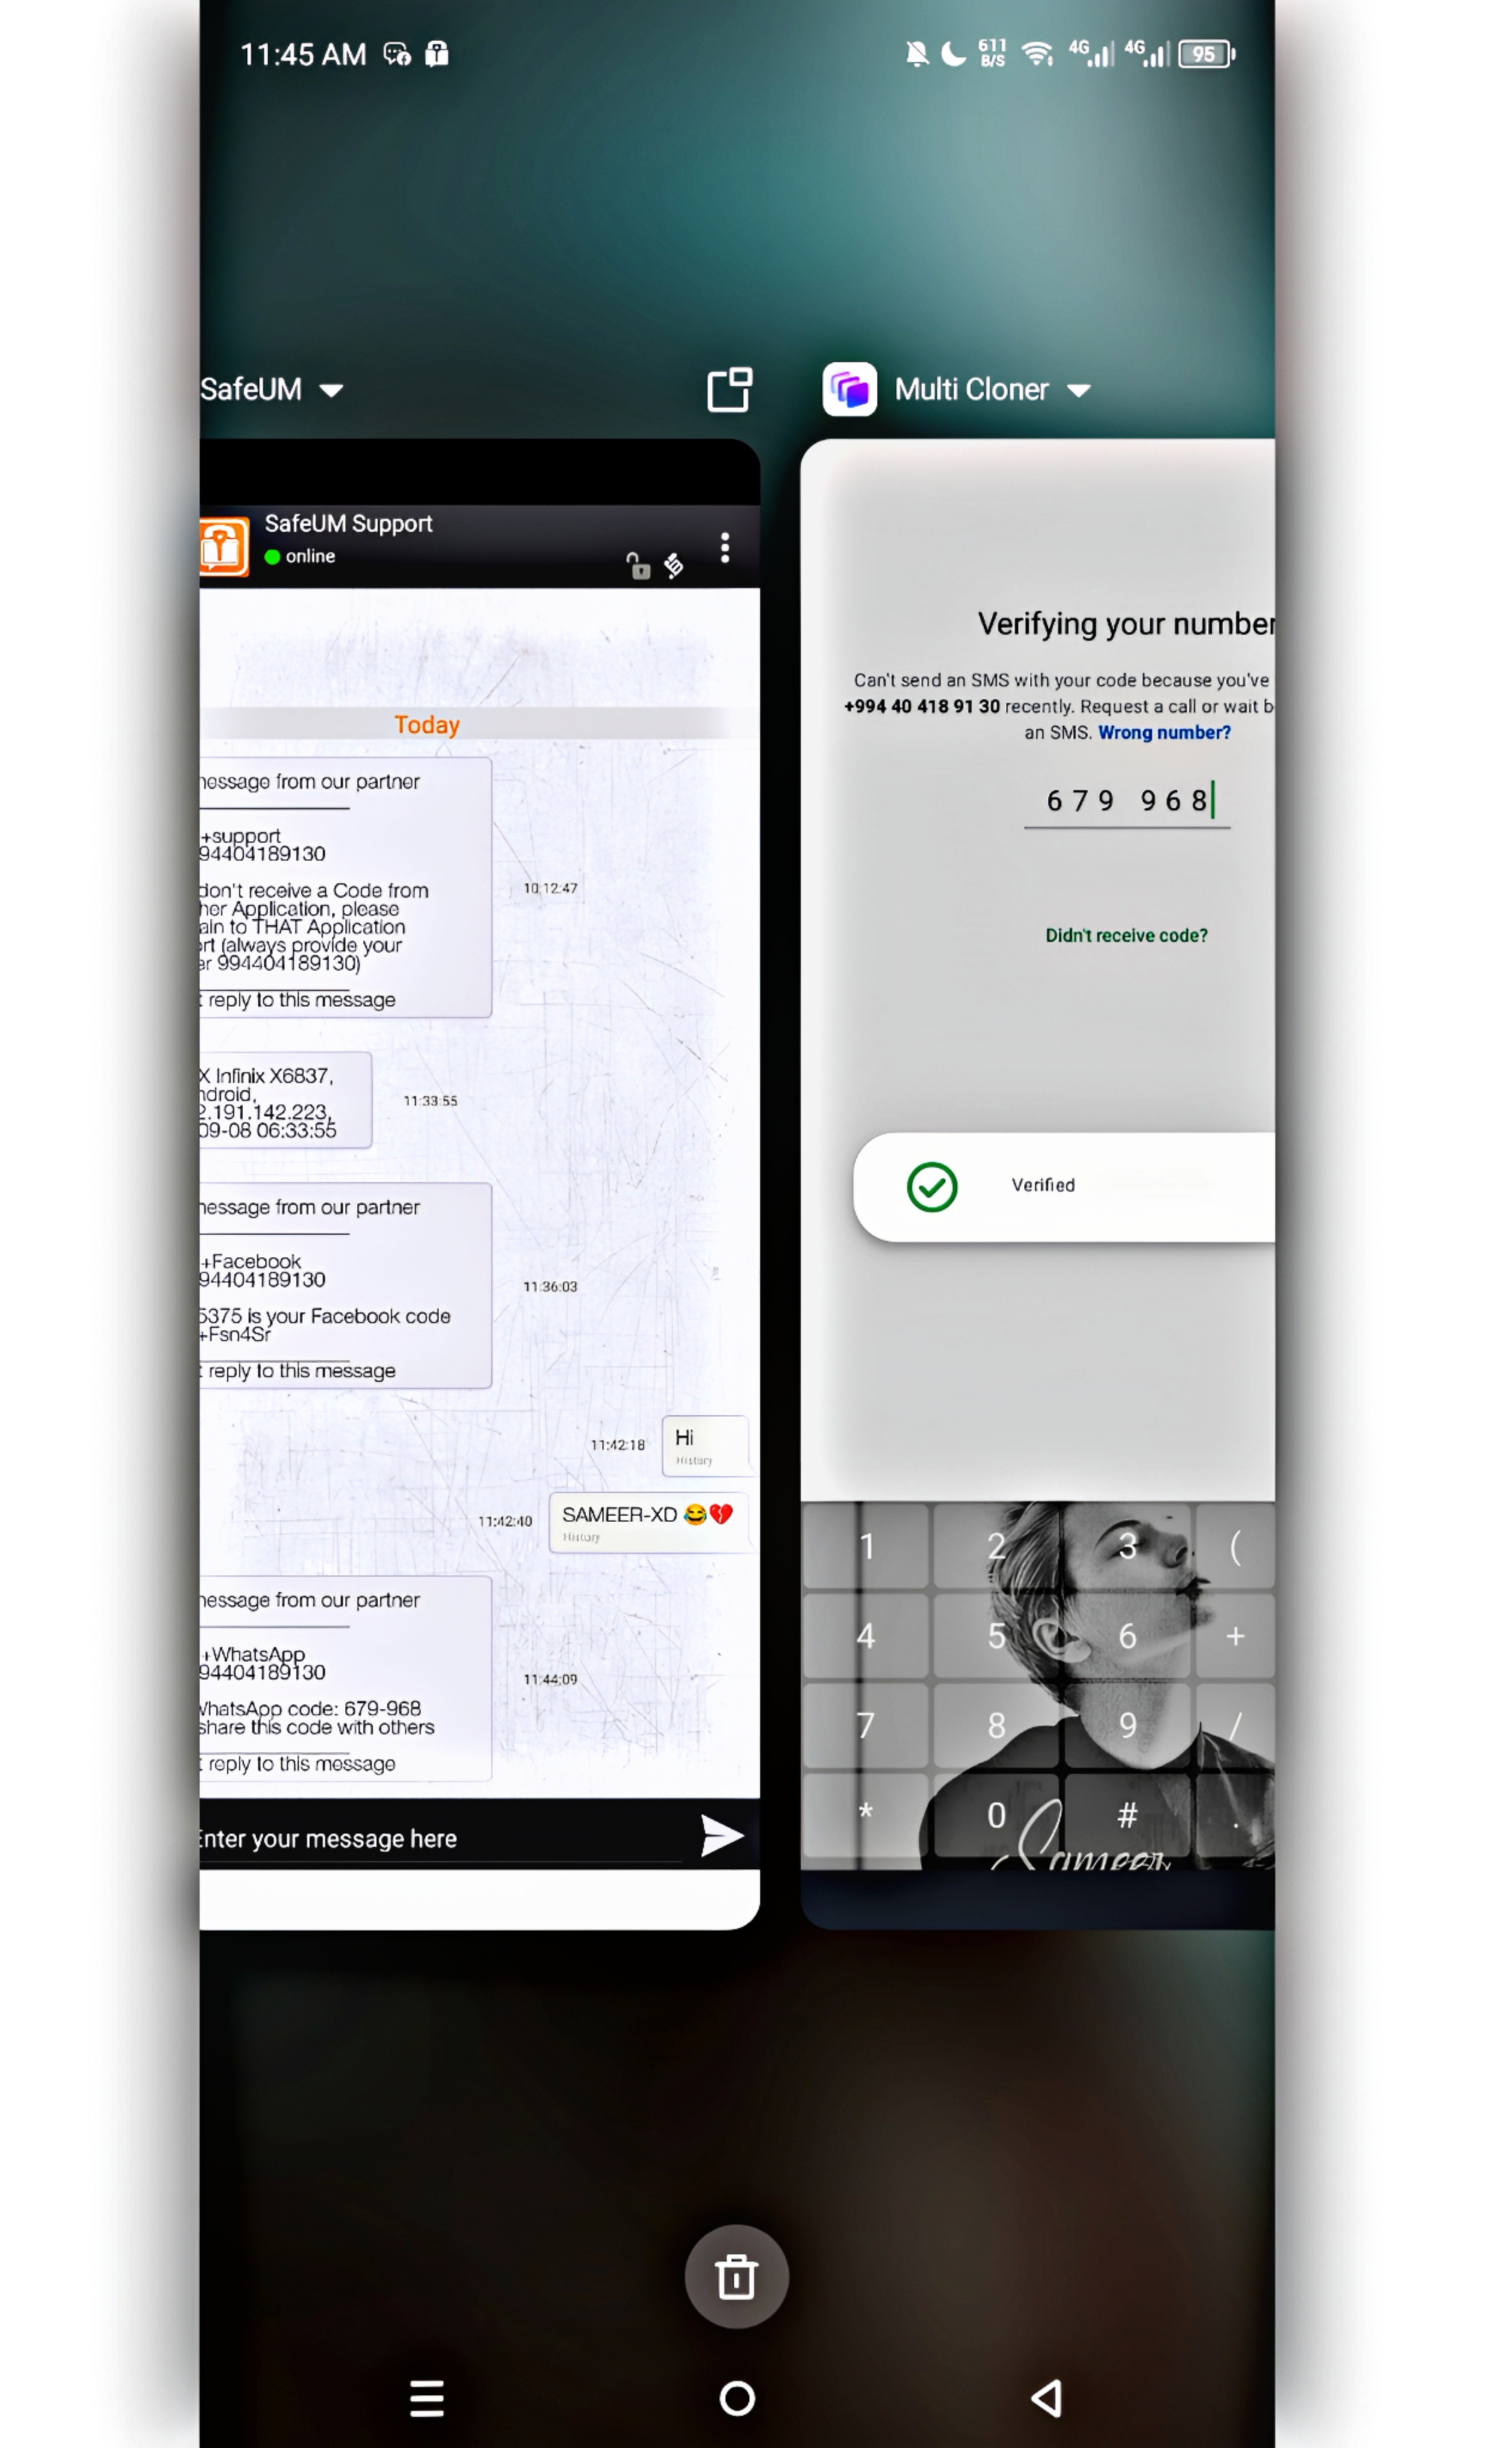 11:45 AM
611 B/S
4G
4G
95
SafeUM
Multi Cloner
SafeUM Support
online
Today
message from our partner
+support
94404189130
don't receive a Code from
her Application, please
ain to THAT Application
rt (always provide your
er 994404189130)
reply to this message
10:12:47
X Infinix X6837,
ndroid,
2.191.142.223,
09-08 06:33:55
11:33:55
message from our partner
+Facebook
94404189130
5375 is your Facebook code
+Fsn4Sr
reply to this message
11:36:03
Hi
History
11:42:18
SAMEER-XD 😂💔
History
11:42:40
message from our partner
+WhatsApp
94404189130
WhatsApp code: 679-968
share this code with others
reply to this message
11:44:09
Enter your message here
Verifying your number
Can't send an SMS with your code because you've
+994 40 418 91 30 recently. Request a call or wait b
an SMS. Wrong number?
679 968
Didn't receive code?
Verified
1 2 3 (
4 5 6 +
7 8 9 /
* 0 # .
Sameer